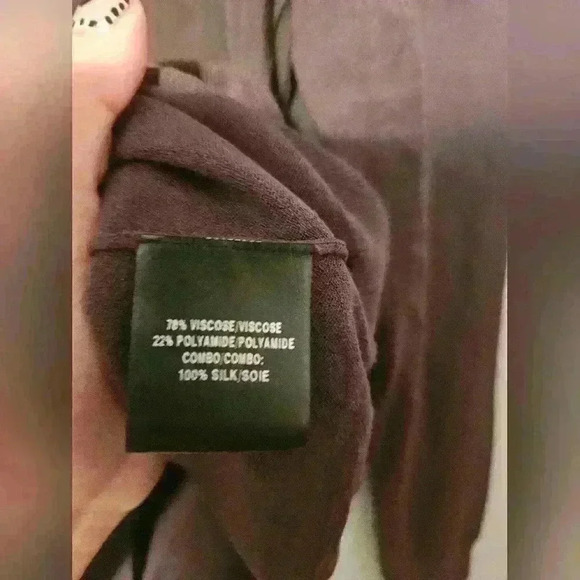 78% VISCOSE/VISCOSE
22% POLYAMIDE/POLYAMIDE
COMBO/COMBO:
100% SILK/SOIE